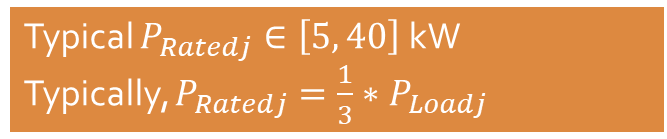 Typical P_Ratedj ∈ [5, 40] kW
Typically, P_Ratedj = 1/3 * P_Loadj